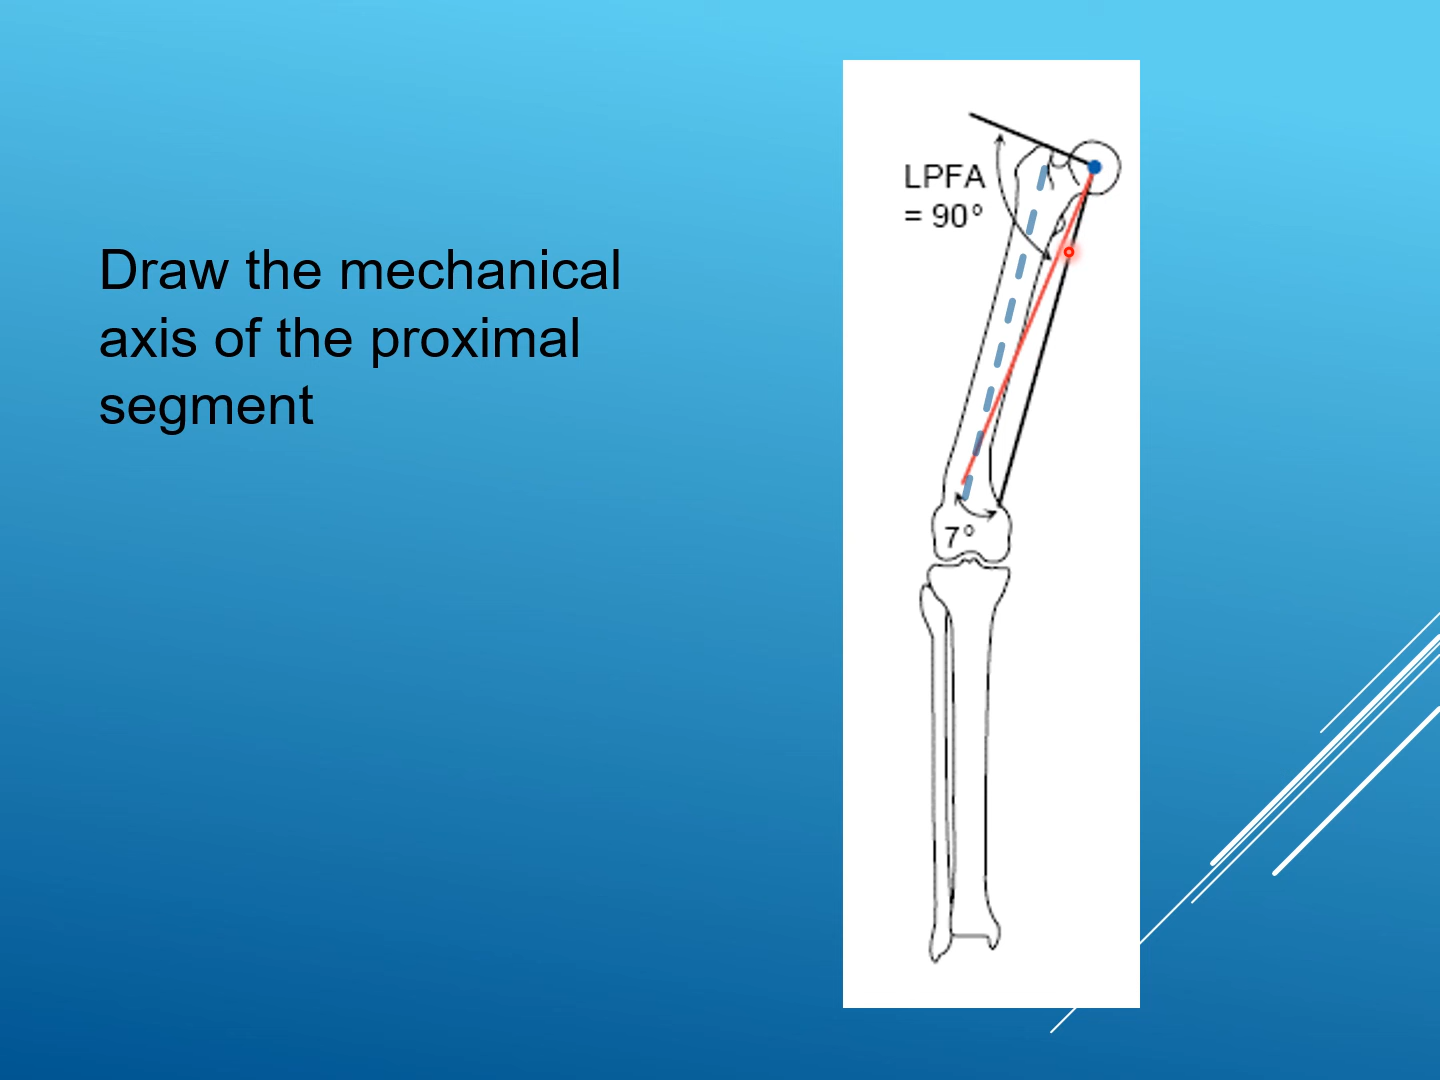 Draw the mechanical
axis of the proximal
segment
LPFA
= 90°
7°